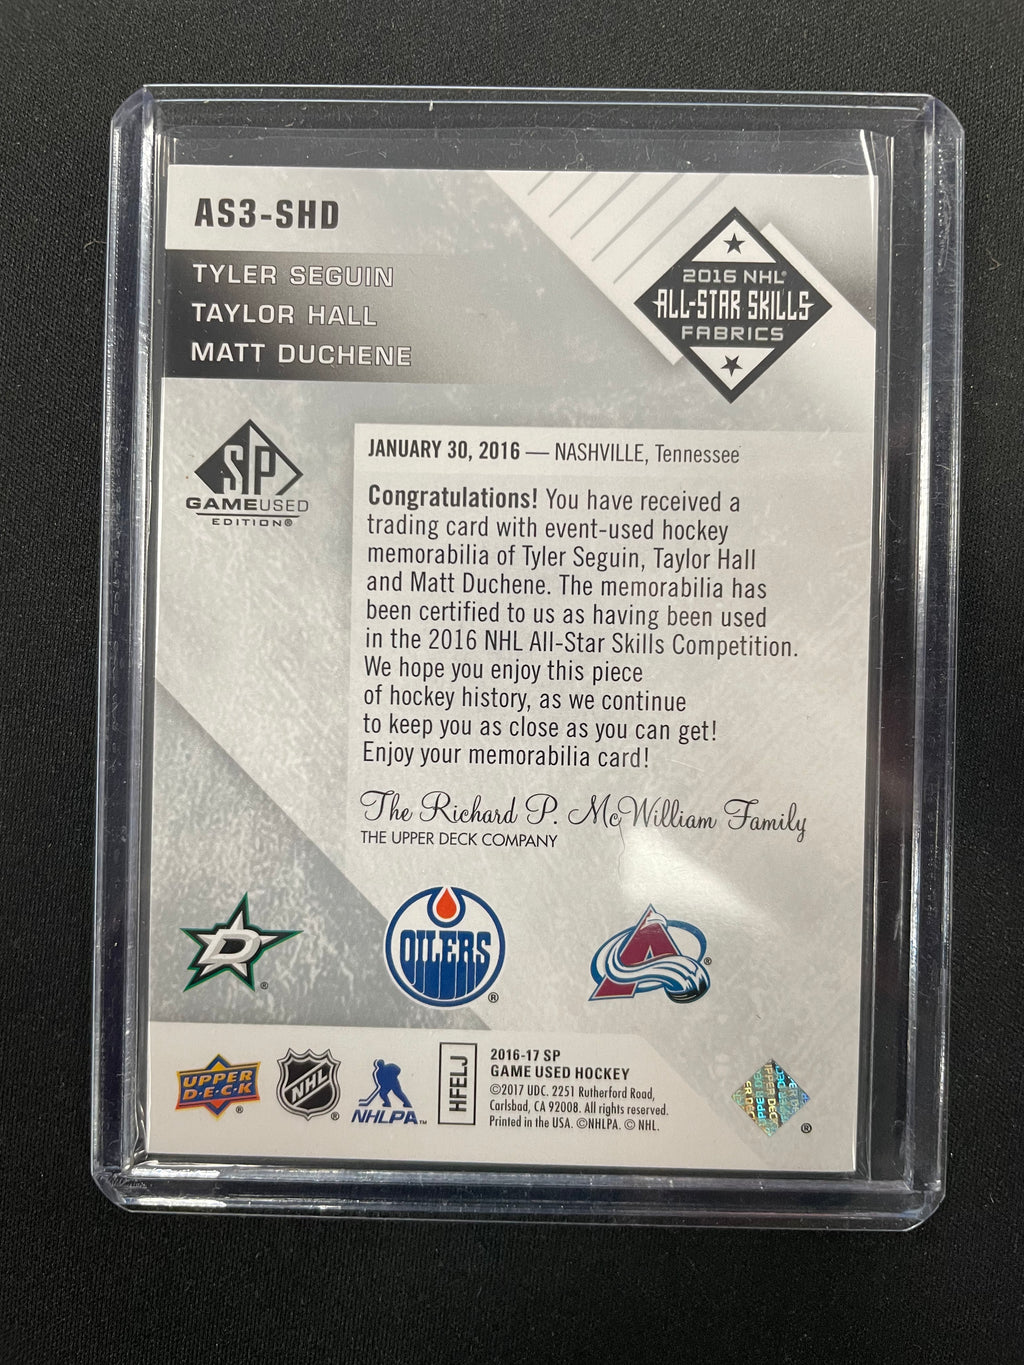 AS3-SHD
TYLER SEGUIN
TAYLOR HALL
MATT DUCHENE
2016 NHL®
ALL-STAR SKILLS
FABRICS
SP
GAMEUSED
EDITION®
JANUARY 30, 2016 — NASHVILLE, Tennessee
Congratulations! You have received a
trading card with event-used hockey
memorabilia of Tyler Seguin, Taylor Hall
and Matt Duchene. The memorabilia has
been certified to us as having been used
in the 2016 NHL All-Star Skills Competition.
We hope you enjoy this piece
of hockey history, as we continue
to keep you as close as you can get!
Enjoy your memorabilia card!
The Richard P. McWilliam Family
THE UPPER DECK COMPANY
D ®
OILERS ®
A ®
UPPER
D·E·C·K ®
NHL ®
NHLPA™
HFELJ
2016-17 SP
GAME USED HOCKEY
©2017 UDC. 2251 Rutherford Road,
Carlsbad, CA 92008. All rights reserved.
Printed in the USA. ©NHLPA. © NHL.
UPPER DECK
®